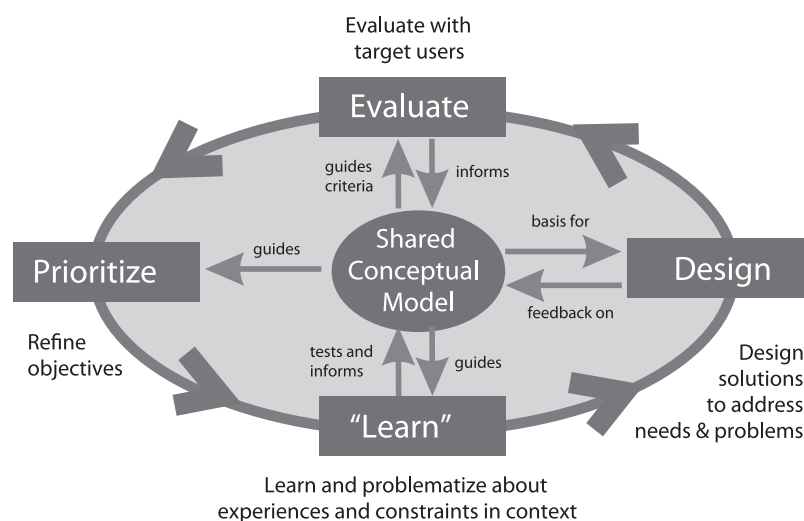 Evaluate with
target users
Evaluate
guides
criteria
informs
Shared
Conceptual
Model
guides
basis for
feedback on
Prioritize
Design
Refine
objectives
tests and
informs
guides
Design
solutions
to address
needs & problems
“Learn”
Learn and problematize about
experiences and constraints in context